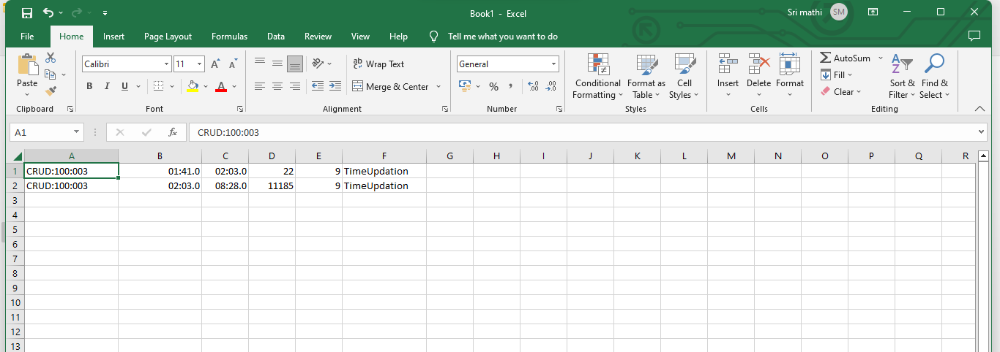 Book1 - Excel
Sri mathi SM
File Home Insert Page Layout Formulas Data Review View Help Tell me what you want to do
Calibri 11 A A ab Wrap Text General AutoSum
Paste B I U A Merge & Center % , .00 Conditional Formatting Format as Table Cell Styles Insert Delete Format Fill Sort & Filter Find & Select
Clear
Clipboard Font Alignment Number Styles Cells Editing
A1 fx CRUD:100:003
A B C D E F G H I J K L M N O P Q R
1 CRUD:100:003 01:41.0 02:03.0 22 9 TimeUpdation
2 CRUD:100:003 02:03.0 08:28.0 11185 9 TimeUpdation
3
4
5
6
7
8
9
10
11
12
13